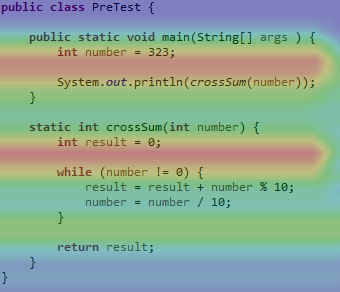 public class PreTest {
public static void main(String[] args ) {
int number = 323;
System.out.println(crossSum(number));
}
static int crossSum(int number) {
int result = 0;
while (number != 0) {
result = result + number % 10;
number = number / 10;
}
return result;
}
}